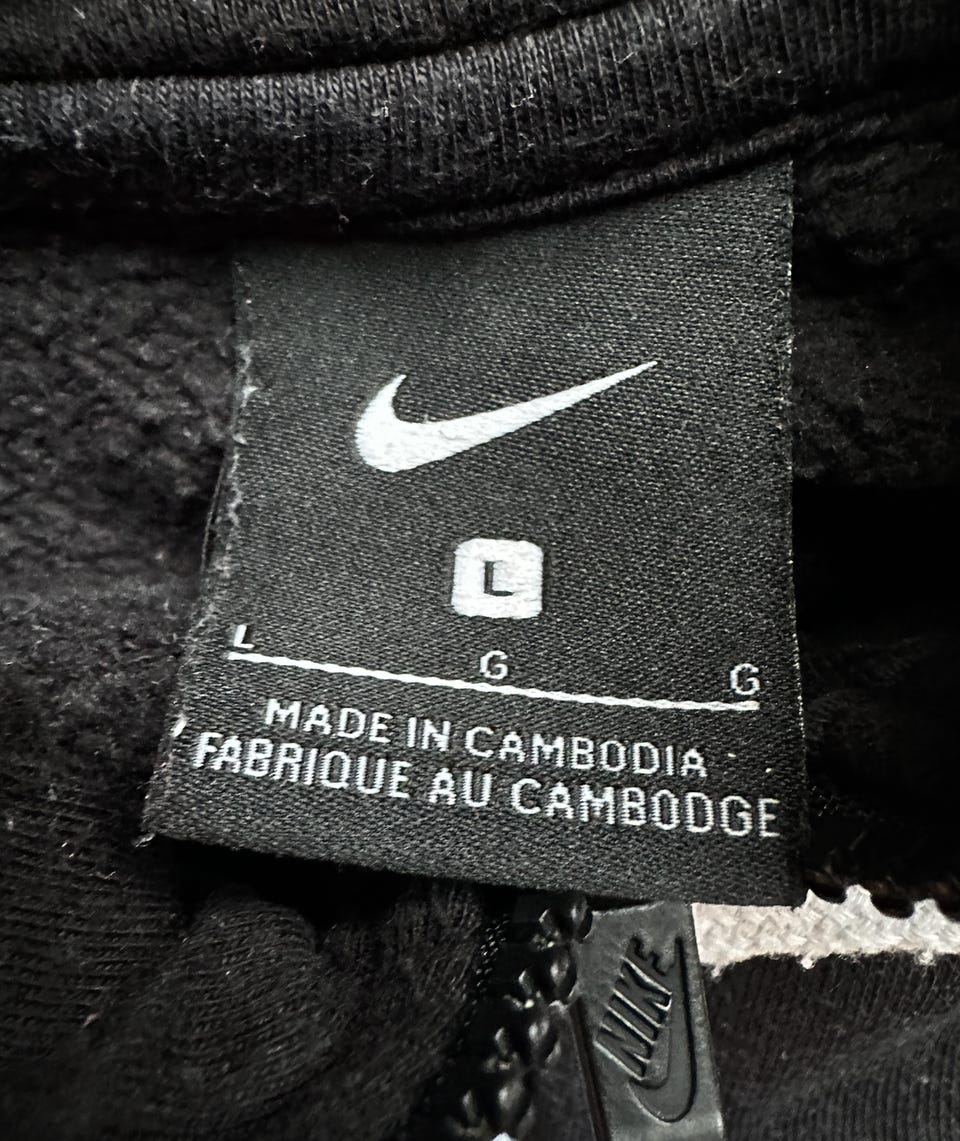 L
L G G
MADE IN CAMBODIA
FABRIQUE AU CAMBODGE
NIKE